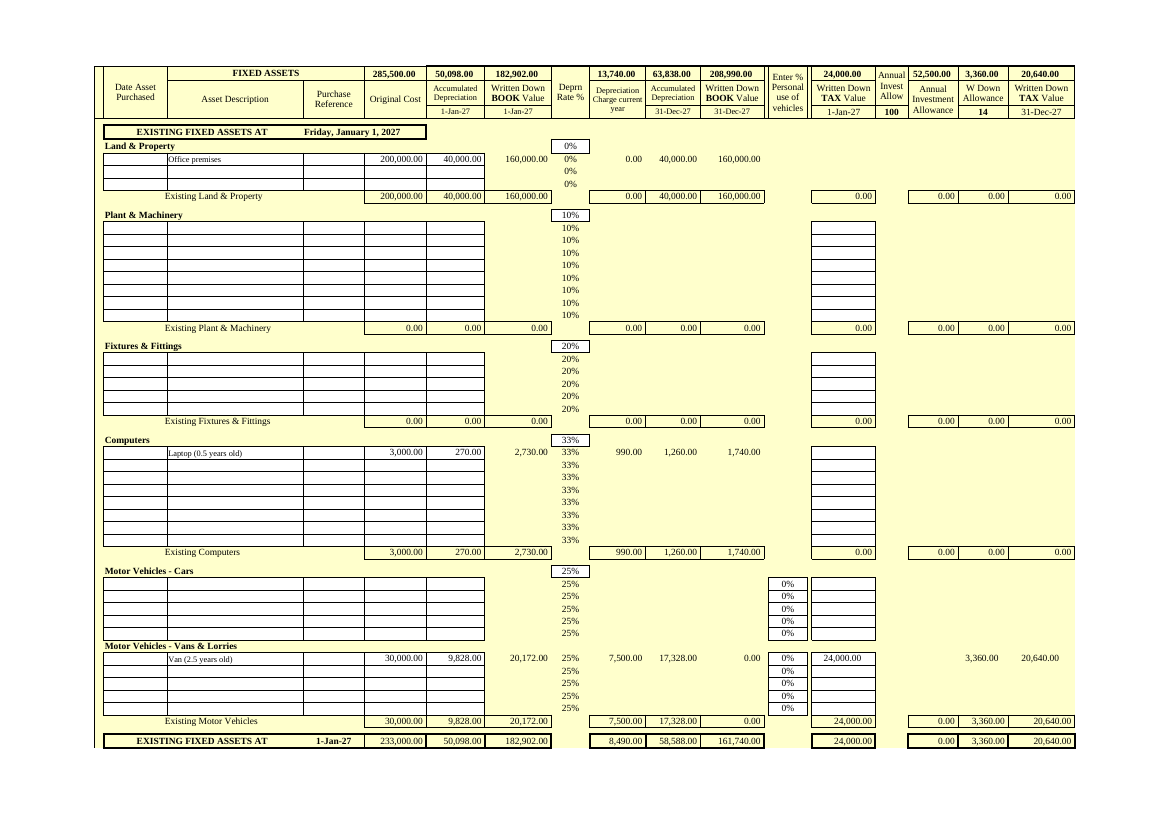 FIXED ASSETS 285,500.00 50,098.00 182,902.00 13,740.00 63,838.00 208,990.00 24,000.00 52,500.00 3,360.00 20,640.00
Date Asset Purchased Asset Description Purchase Reference Original Cost Accumulated Depreciation Written Down BOOK Value Deprn Rate % Depreciation Charge current year Accumulated Depreciation Written Down BOOK Value Enter % Personal use of vehicles Written Down TAX Value Annual Invest Allow Annual Investment Allowance W Down Allowance Written Down TAX Value
1-Jan-27 1-Jan-27 31-Dec-27 31-Dec-27 1-Jan-27 100 14 31-Dec-27
EXISTING FIXED ASSETS AT Friday, January 1, 2027
Land & Property 0%
Office premises 200,000.00 40,000.00 160,000.00 0% 0.00 40,000.00 160,000.00
0%
0%
Existing Land & Property 200,000.00 40,000.00 160,000.00 0.00 40,000.00 160,000.00 0.00 0.00 0.00 0.00
Plant & Machinery 10%
10%
10%
10%
10%
10%
10%
10%
10%
Existing Plant & Machinery 0.00 0.00 0.00 0.00 0.00 0.00 0.00 0.00 0.00 0.00
Fixtures & Fittings 20%
20%
20%
20%
20%
20%
Existing Fixtures & Fittings 0.00 0.00 0.00 0.00 0.00 0.00 0.00 0.00 0.00 0.00
Computers 33%
Laptop (0.5 years old) 3,000.00 270.00 2,730.00 33% 990.00 1,260.00 1,740.00
33%
33%
33%
33%
33%
33%
33%
Existing Computers 3,000.00 270.00 2,730.00 990.00 1,260.00 1,740.00 0.00 0.00 0.00 0.00
Motor Vehicles - Cars 25%
25% 0%
25% 0%
25% 0%
25% 0%
25% 0%
Motor Vehicles - Vans & Lorries
Van (2.5 years old) 30,000.00 9,828.00 20,172.00 25% 7,500.00 17,328.00 0.00 0% 24,000.00 3,360.00 20,640.00
25% 0%
25% 0%
25% 0%
25% 0%
Existing Motor Vehicles 30,000.00 9,828.00 20,172.00 7,500.00 17,328.00 0.00 24,000.00 0.00 3,360.00 20,640.00
EXISTING FIXED ASSETS AT 1-Jan-27 233,000.00 50,098.00 182,902.00 8,490.00 58,588.00 161,740.00 24,000.00 0.00 3,360.00 20,640.00